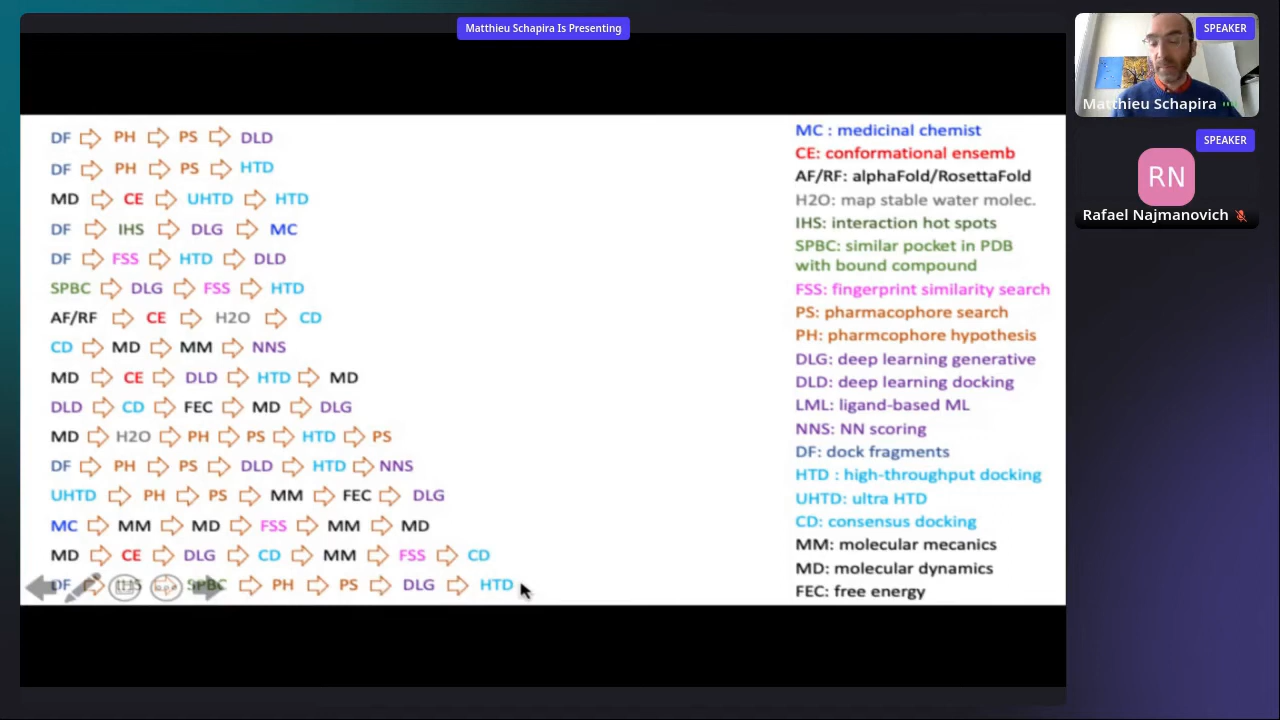 Matthieu Schapira Is Presenting
SPEAKER
Matthieu Schapira
SPEAKER
RN
Rafael Najmanovich
DF PH PS DLD
DF PH PS HTD
MD CE UHTD HTD
DF IHS DLG MC
DF FSS HTD DLD
SPBC DLG FSS HTD
AF/RF CE H2O CD
CD MD MM NNS
MD CE DLD HTD MD
DLD CD FEC MD DLG
MD H2O PH PS HTD PS
DF PH PS DLD HTD NNS
UHTD PH PS MM FEC DLG
MC MM MD FSS MM MD
MD CE DLG CD MM FSS CD
DF IHS SPBC PH PS DLG HTD
MC : medicinal chemist
CE: conformational ensemb
AF/RF: alphaFold/RosettaFold
H2O: map stable water molec.
IHS: interaction hot spots
SPBC: similar pocket in PDB
with bound compound
FSS: fingerprint similarity search
PS: pharmacophore search
PH: pharmcophore hypothesis
DLG: deep learning generative
DLD: deep learning docking
LML: ligand-based ML
NNS: NN scoring
DF: dock fragments
HTD : high-throughput docking
UHTD: ultra HTD
CD: consensus docking
MM: molecular mecanics
MD: molecular dynamics
FEC: free energy